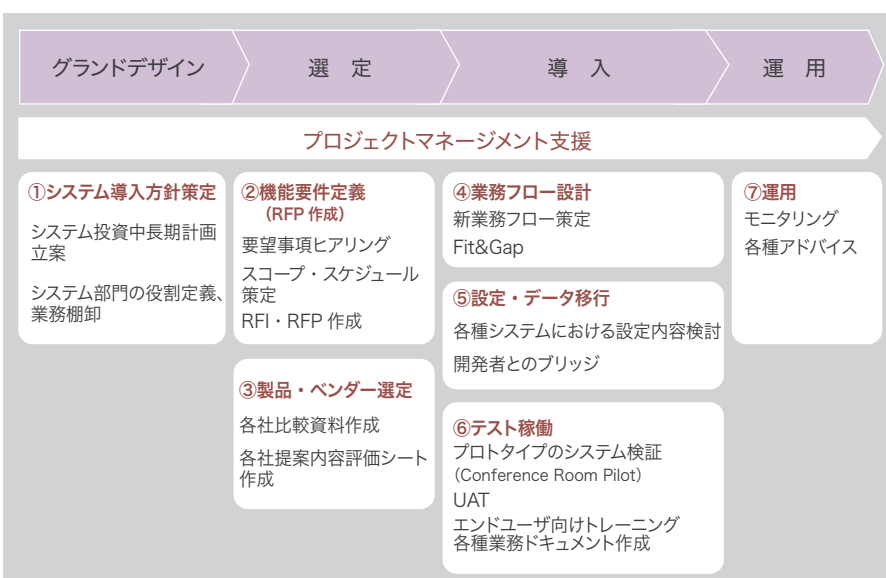 グランドデザイン
選 定
導 入
運 用
プロジェクトマネージメント支援
①システム導入方針策定
システム投資中長期計画
立案
システム部門の役割定義、
業務棚卸
②機能要件定義
(RFP 作成)
要望事項ヒアリング
スコープ・スケジュール
策定
RFI・RFP 作成
③製品・ベンダー選定
各社比較資料作成
各社提案内容評価シート
作成
④業務フロー設計
新業務フロー策定
Fit&Gap
⑤設定・データ移行
各種システムにおける設定内容検討
開発者とのブリッジ
⑥テスト稼働
プロトタイプのシステム検証
(Conference Room Pilot)
UAT
エンドユーザ向けトレーニング
各種業務ドキュメント作成
⑦運用
モニタリング
各種アドバイス